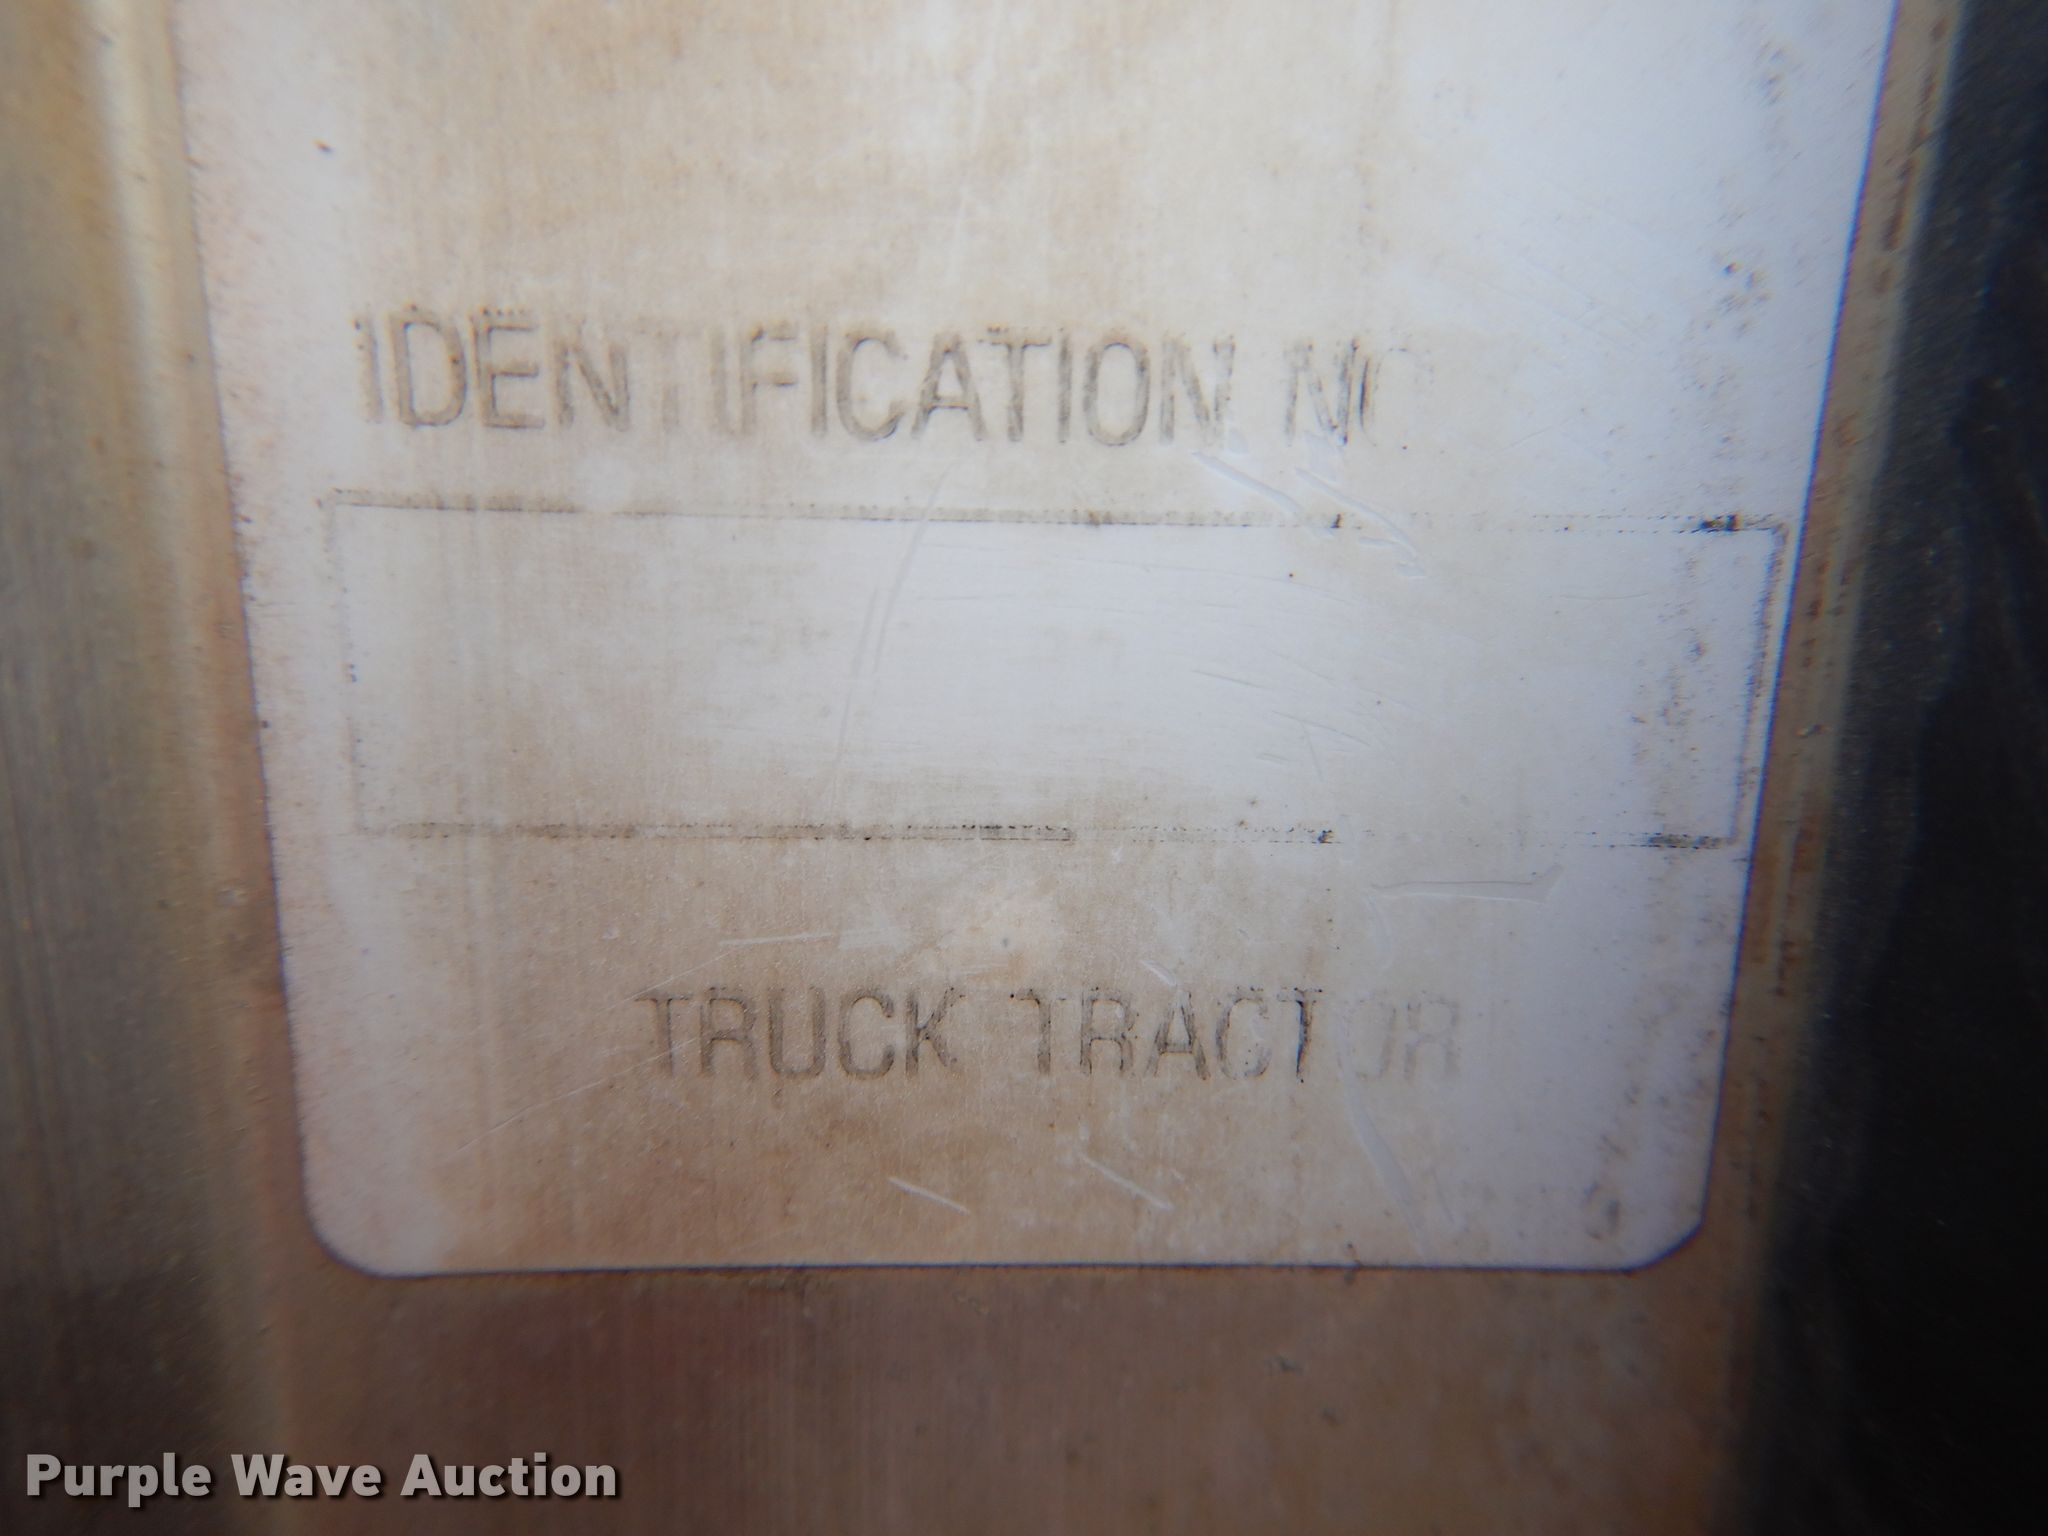 IDENTIFICATION NO
TRUCK TRACTOR
Purple Wave Auction